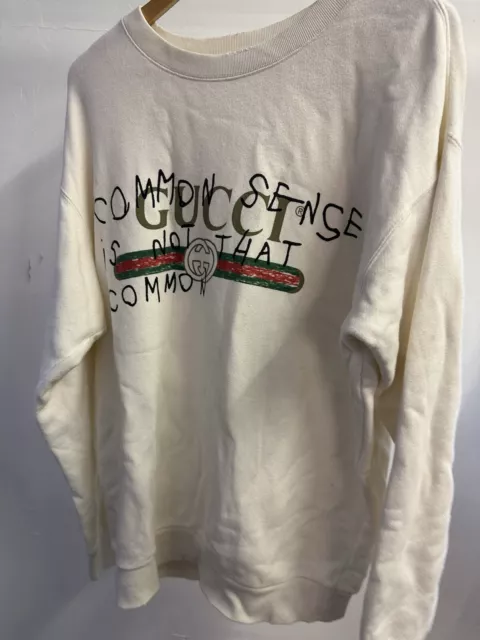 COMMON SENSE
GUCCI®
iS NOT THAT
COMMON